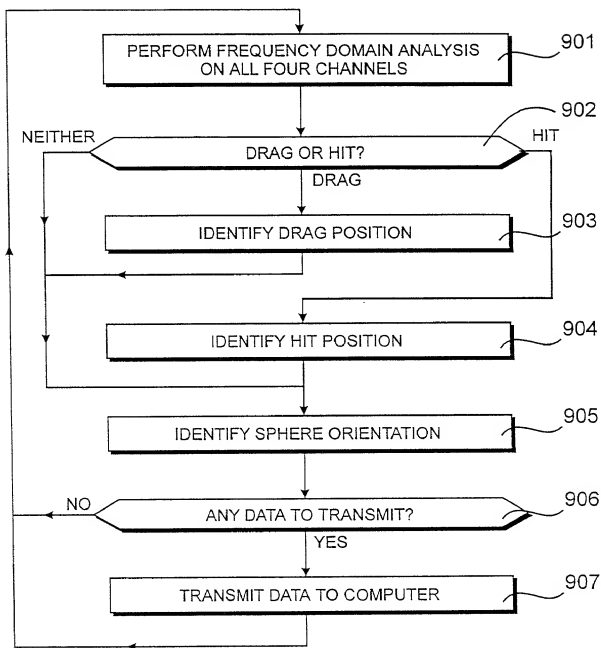 PERFORM FREQUENCY DOMAIN ANALYSIS
ON ALL FOUR CHANNELS
901
902
NEITHER
HIT
DRAG OR HIT?
DRAG
903
IDENTIFY DRAG POSITION
904
IDENTIFY HIT POSITION
905
IDENTIFY SPHERE ORIENTATION
906
NO
ANY DATA TO TRANSMIT?
YES
907
TRANSMIT DATA TO COMPUTER